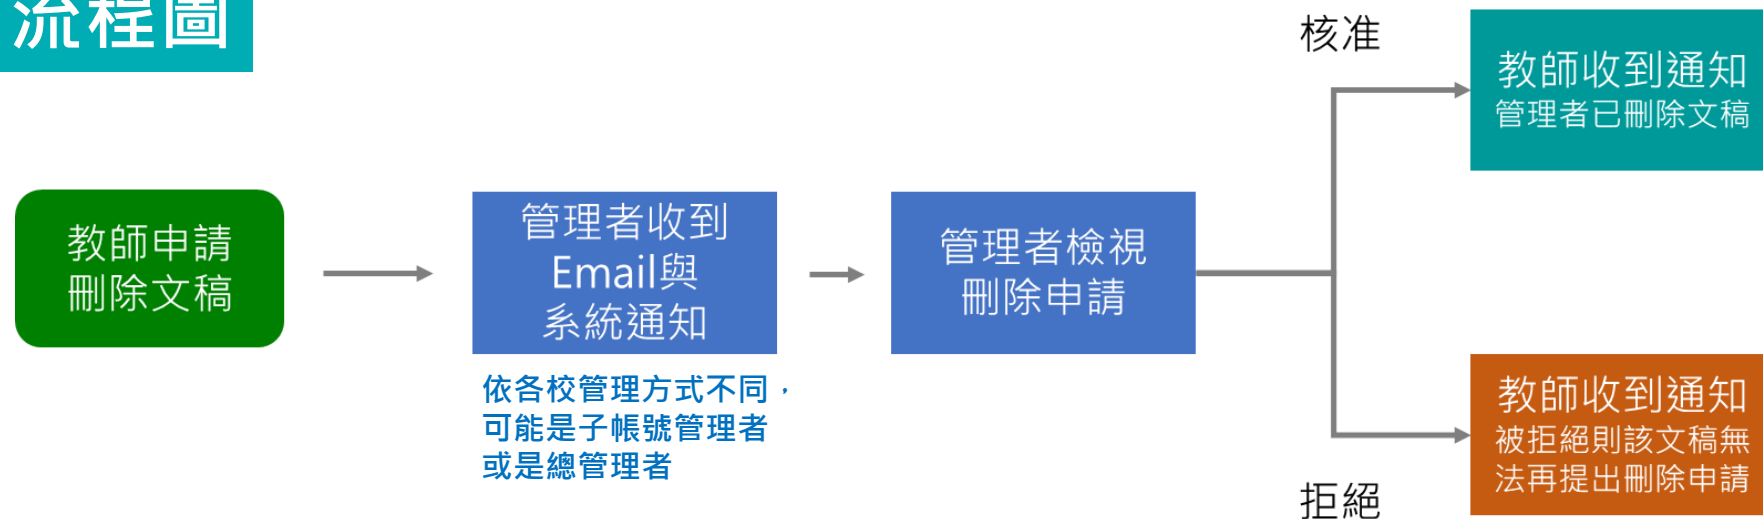 流程圖
教師申請
刪除文稿
管理者收到
Email與
系統通知
依各校管理方式不同，
可能是子帳號管理者
或是總管理者
管理者檢視
刪除申請
核准
教師收到通知
管理者已刪除文稿
拒絕
教師收到通知
被拒絕則該文稿無
法再提出刪除申請